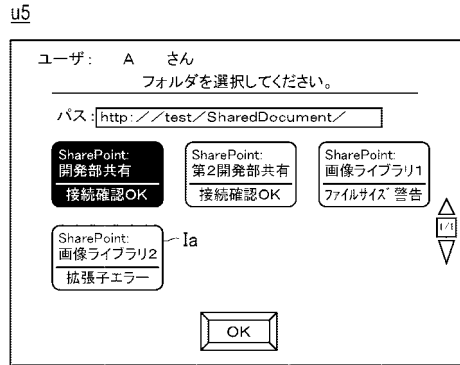 u5
ユーザ： A さん
フォルダを選択してください。
パス：http：／／test／SharedDocument／
SharePoint:
開発部共有
接続確認OK
SharePoint:
第2開発部共有
接続確認OK
SharePoint:
画像ライブラリ1
ファイルサイズ警告
SharePoint:
画像ライブラリ2
拡張子エラー
Ia
OK